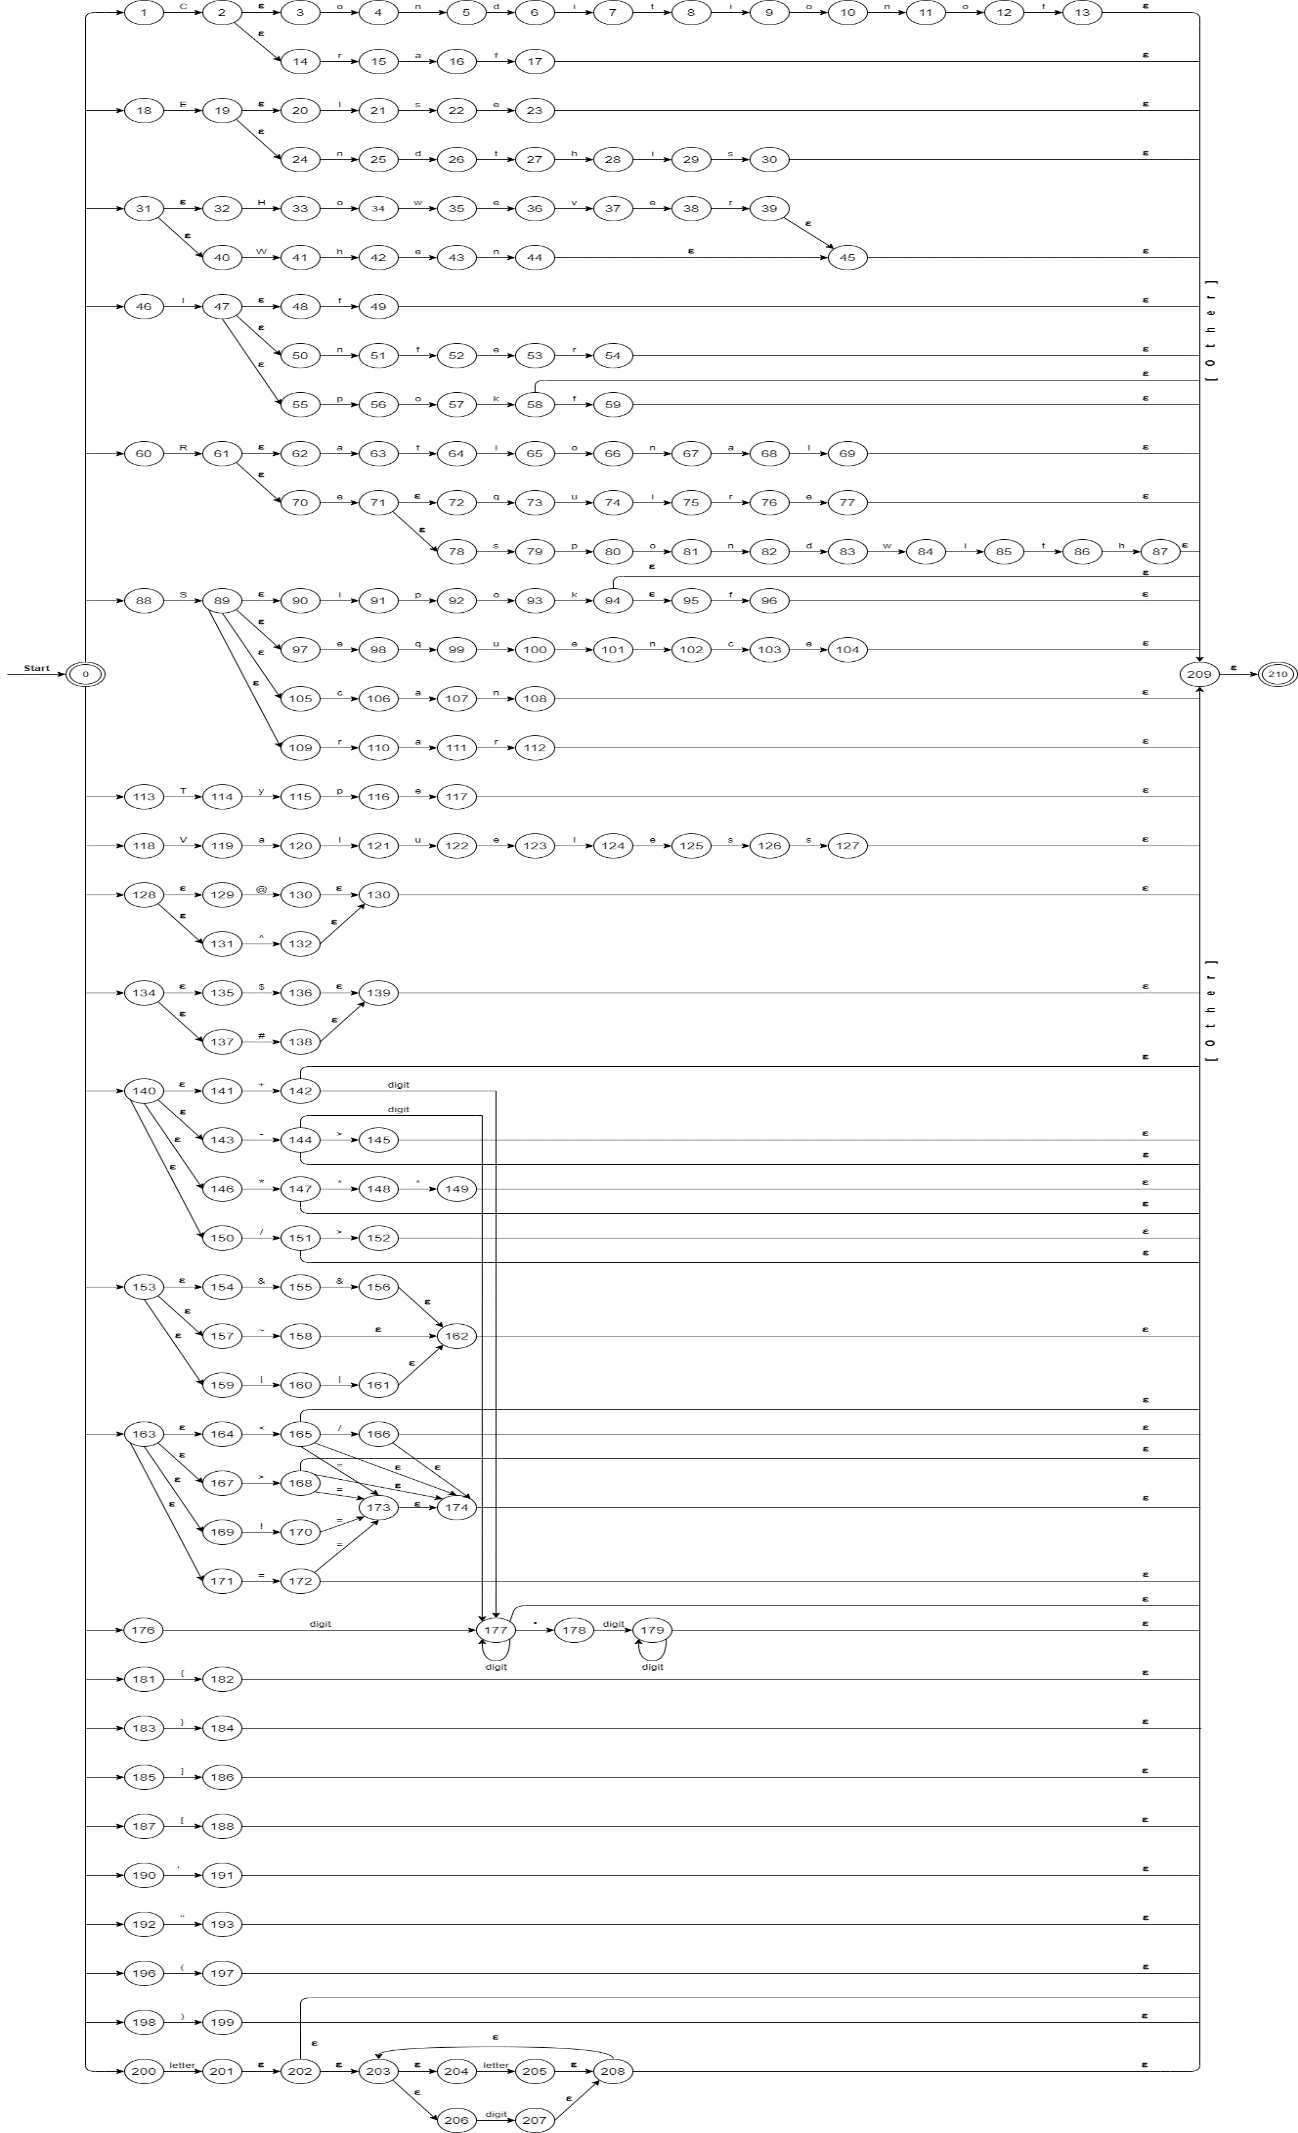 1 C 2 ε 3 o 4 n 5 d 6 i 7 t 8 i 9 o 10 n 11 o 12 f 13 ε
ε 14 r 15 a 16 f 17 ε
18 E 19 ε 20 l 21 s 22 e 23 ε
ε 24 n 25 d 26 t 27 h 28 i 29 s 30 ε
31 ε 32 H 33 o 34 w 35 e 36 v 37 e 38 r 39 ε
ε 40 W 41 h 42 e 43 n 44 ε 45 ε
46 I 47 ε 48 f 49 ε
ε 50 n 51 f 52 e 53 r 54 ε
ε
ε 55 p 56 o 57 k 58 f 59 ε
[ O t h e r ]
60 R 61 ε 62 a 63 t 64 i 65 o 66 n 67 a 68 l 69 ε
ε 70 e 71 ε 72 q 73 u 74 i 75 r 76 e 77 ε
ε 78 s 79 p 80 o 81 n 82 d 83 w 84 i 85 t 86 h 87 ε
ε ε
88 S 89 ε 90 i 91 p 92 o 93 k 94 ε 95 f 96 ε
ε 97 e 98 q 99 u 100 e 101 n 102 c 103 e 104 ε
Start 0 209 ε 210
ε 105 c 106 a 107 n 108 ε
ε 109 r 110 a 111 r 112 ε
113 T 114 y 115 p 116 e 117 ε
118 V 119 a 120 l 121 u 122 e 123 l 124 e 125 s 126 s 127 ε
128 ε 129 @ 130 ε 130 ε
ε 131 ^ 132 ε
134 ε 135 $ 136 ε 139 ε
ε 137 # 138 ε
[ O t h e r ]
ε
140 ε 141 + 142 digit
digit
ε 143 - 144 > 145 ε
ε
ε 146 * 147 148 149 ε
ε
ε 150 / 151 > 152 ε
ε
153 ε 154 & 155 & 156 ε
ε 157 ~ 158 ε 162 ε
ε 159 | 160 | 161 ε
ε
163 ε 164 < 165 / 166 ε
ε
ε 167 > 168 = ε ε
= ε 173 ε 174 ε
ε 169 ! 170 =
ε 171 = 172 = ε
ε
176 digit 177 . 178 digit 179 ε
digit digit
181 { 182 ε
183 } 184 ε
185 ] 186 ε
187 [ 188 ε
190 ' 191 ε
192 " 193 ε
196 ( 197 ε
198 ) 199 ε
ε ε
200 letter 201 ε 202 ε 203 ε 204 letter 205 ε 208 ε
ε 206 digit 207 ε